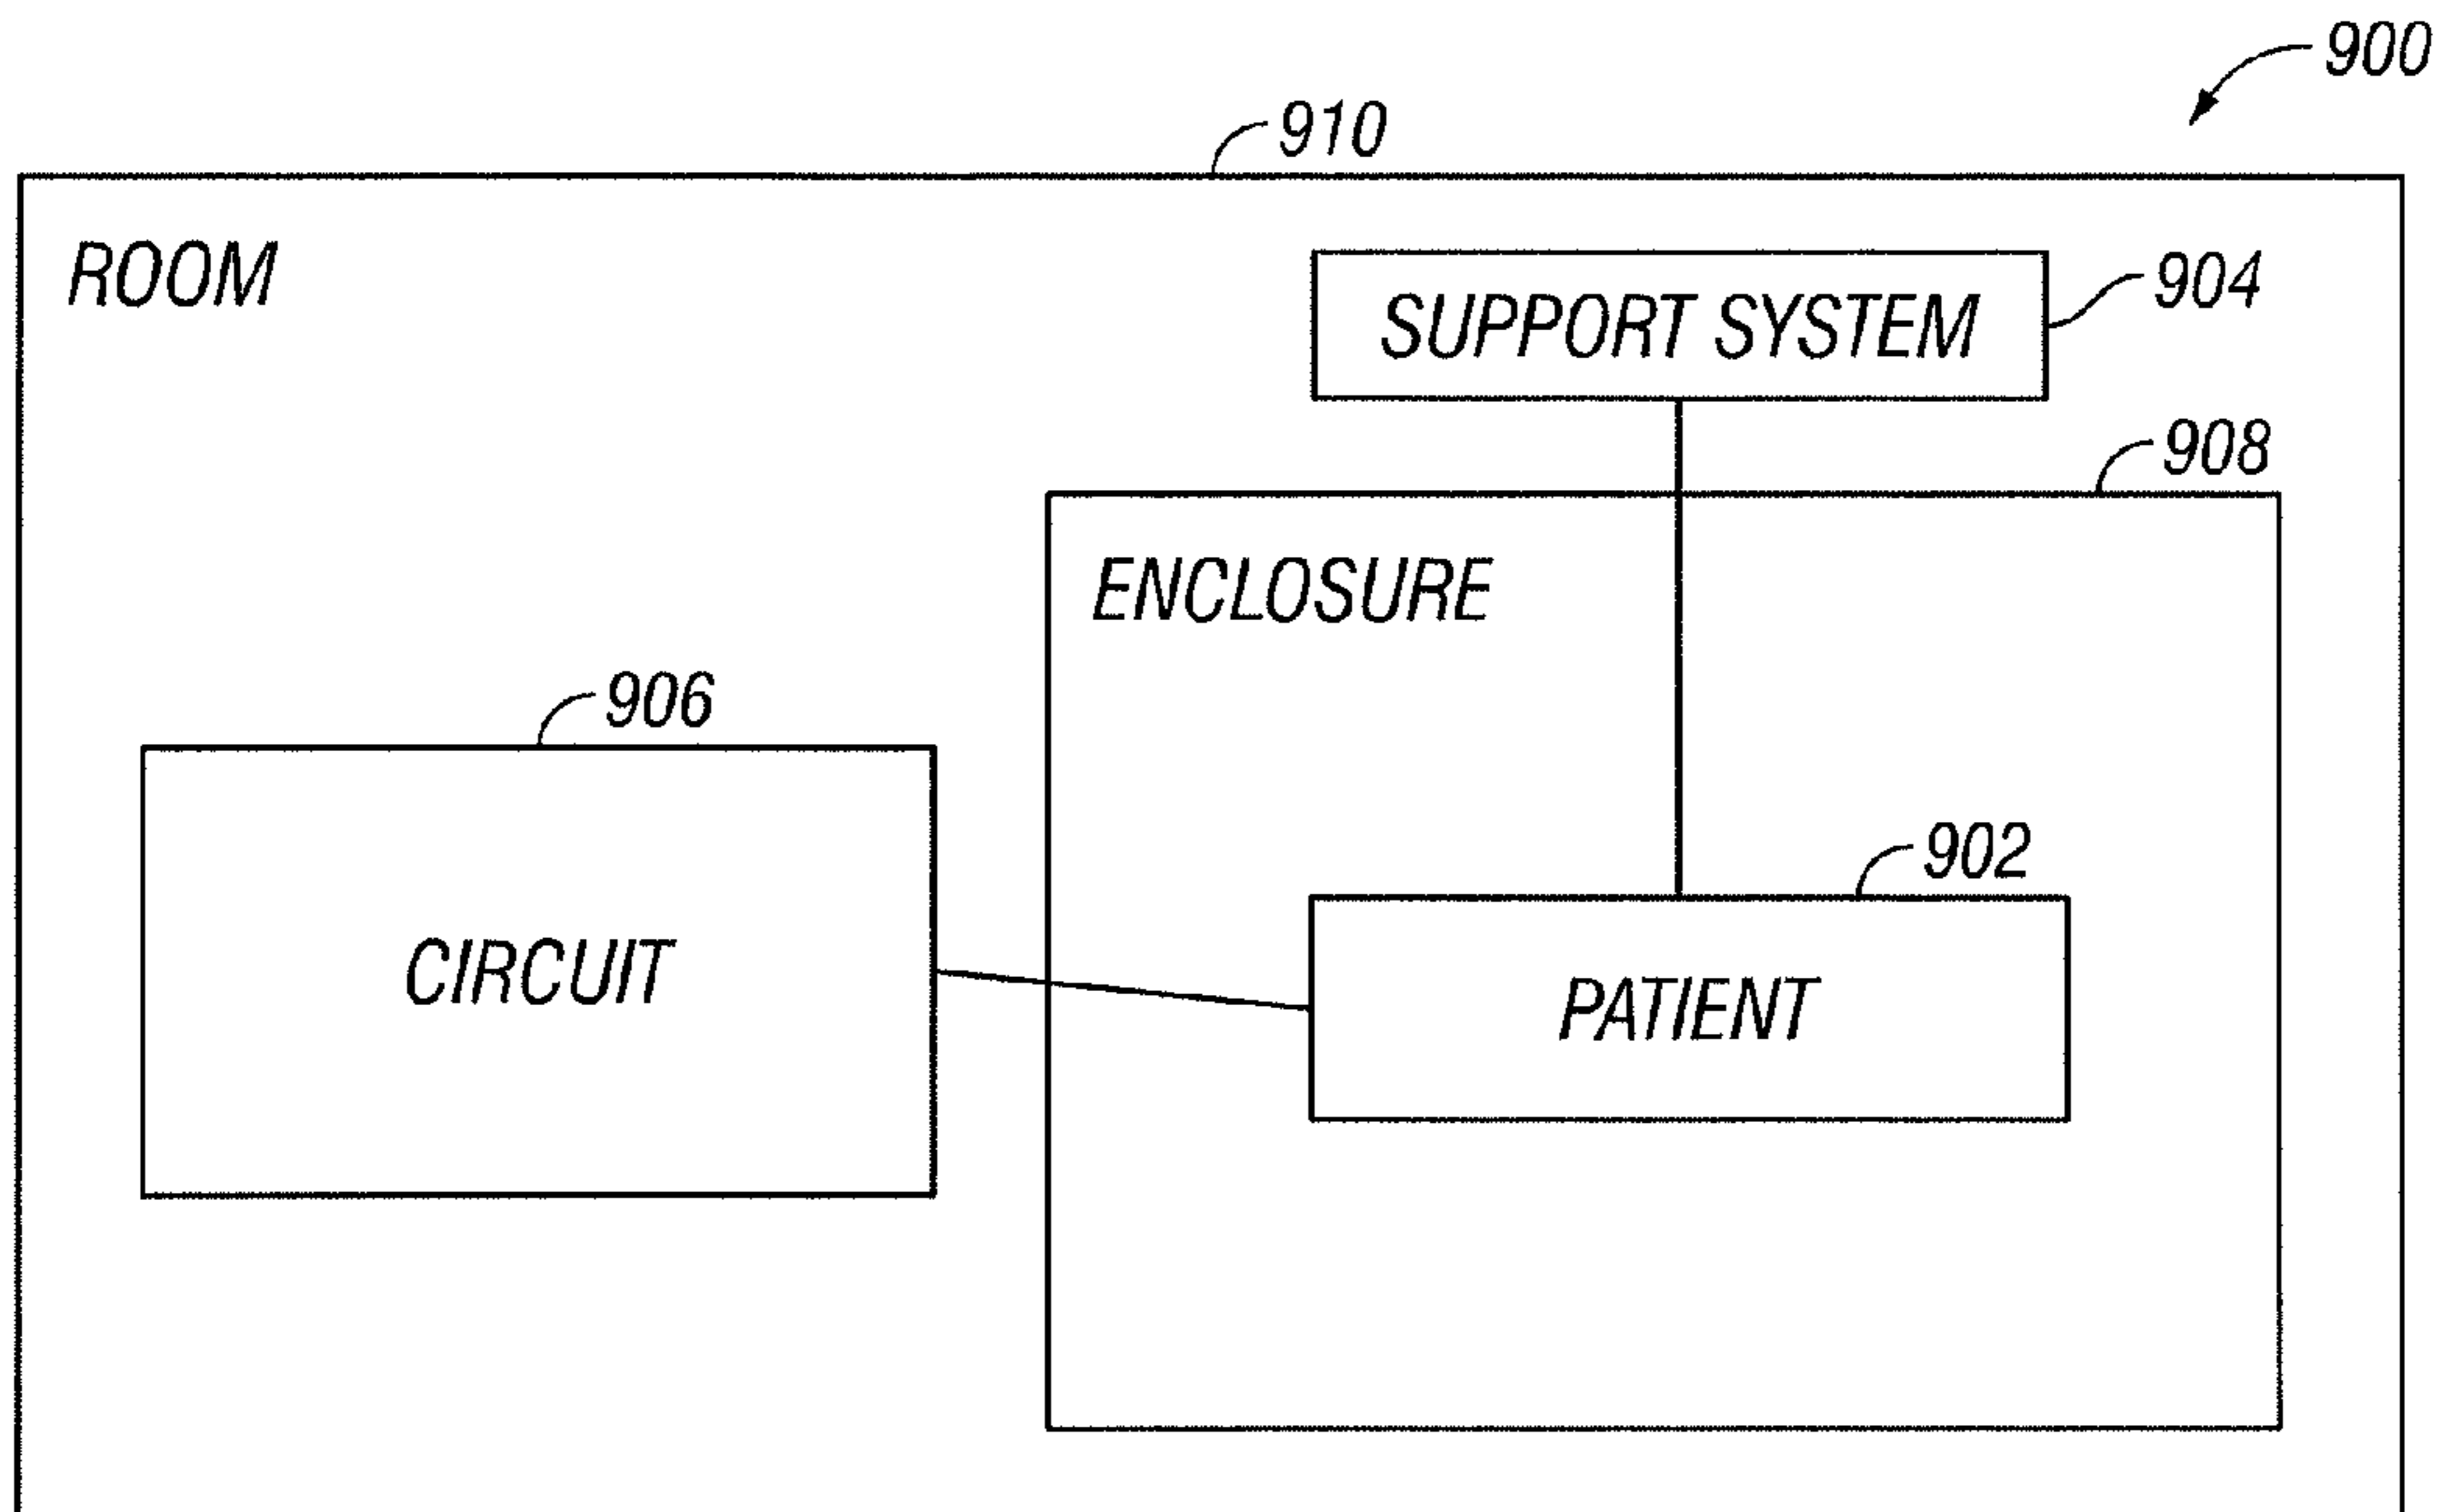 900
910
ROOM
SUPPORT SYSTEM
904
908
ENCLOSURE
906
902
CIRCUIT
PATIENT